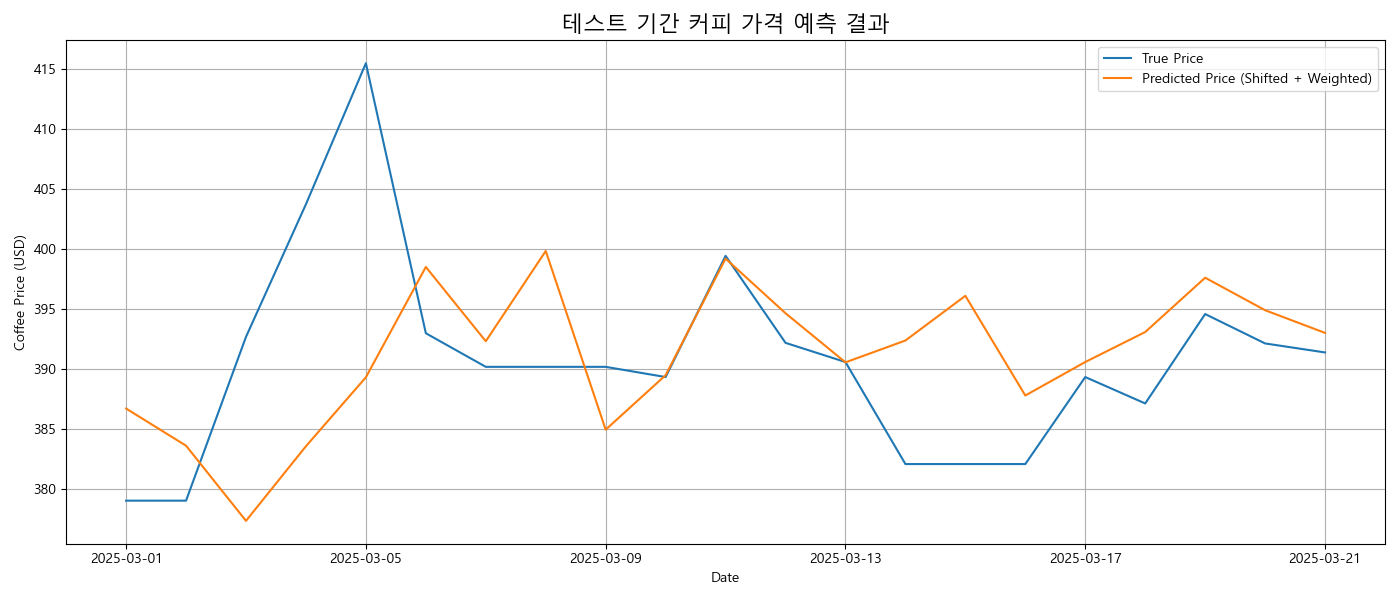 테스트 기간 커피 가격 예측 결과
True Price
Predicted Price (Shifted + Weighted)
Coffee Price (USD)
415
410
405
400
395
390
385
380
2025-03-01 2025-03-05 2025-03-09 2025-03-13 2025-03-17 2025-03-21
Date